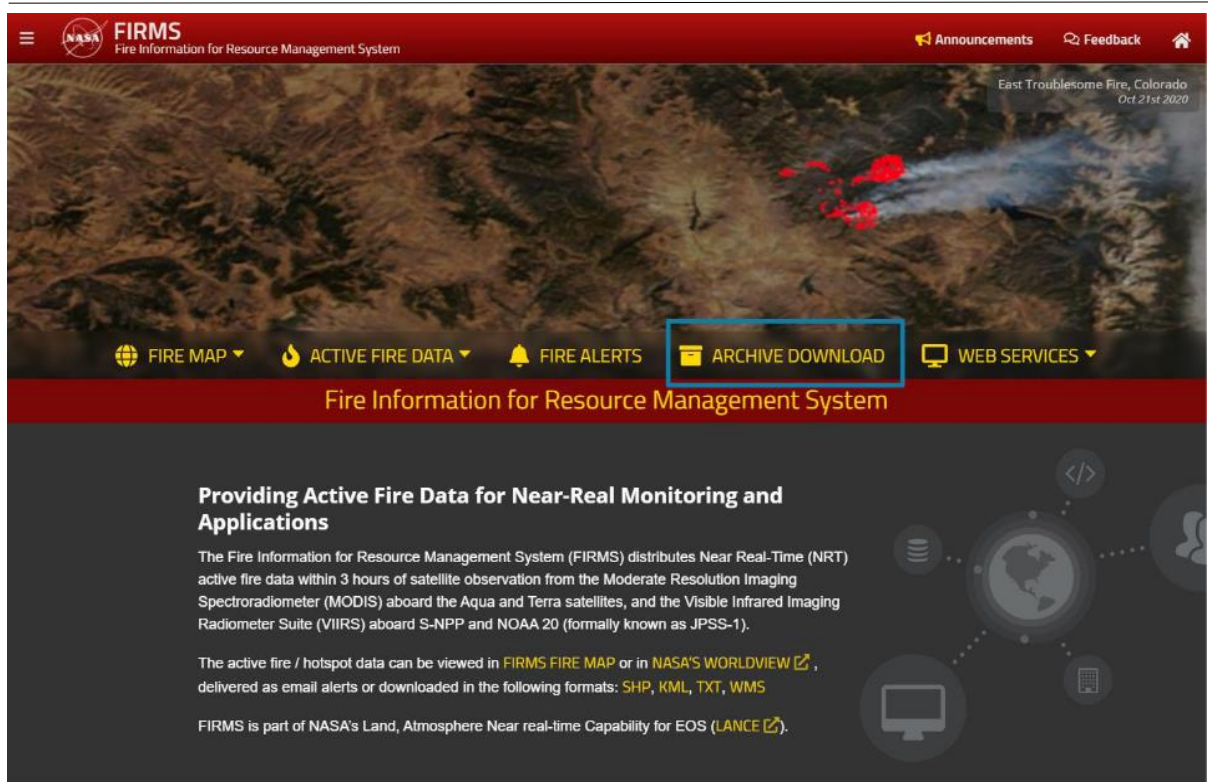 NASA
FIRMS
Fire Information for Resource Management System
Announcements
Feedback
East Troublesome Fire, Colorado
Oct 21st 2020
FIRE MAP
ACTIVE FIRE DATA
FIRE ALERTS
ARCHIVE DOWNLOAD
WEB SERVICES
Fire Information for Resource Management System
</>
Providing Active Fire Data for Near-Real Monitoring and
Applications
The Fire Information for Resource Management System (FIRMS) distributes Near Real-Time (NRT)
active fire data within 3 hours of satellite observation from the Moderate Resolution Imaging
Spectroradiometer (MODIS) aboard the Aqua and Terra satellites, and the Visible Infrared Imaging
Radiometer Suite (VIIRS) aboard S-NPP and NOAA 20 (formally known as JPSS-1).
The active fire / hotspot data can be viewed in FIRMS FIRE MAP or in NASA'S WORLDVIEW ,
delivered as email alerts or downloaded in the following formats: SHP, KML, TXT, WMS
FIRMS is part of NASA's Land, Atmosphere Near real-time Capability for EOS (LANCE ).